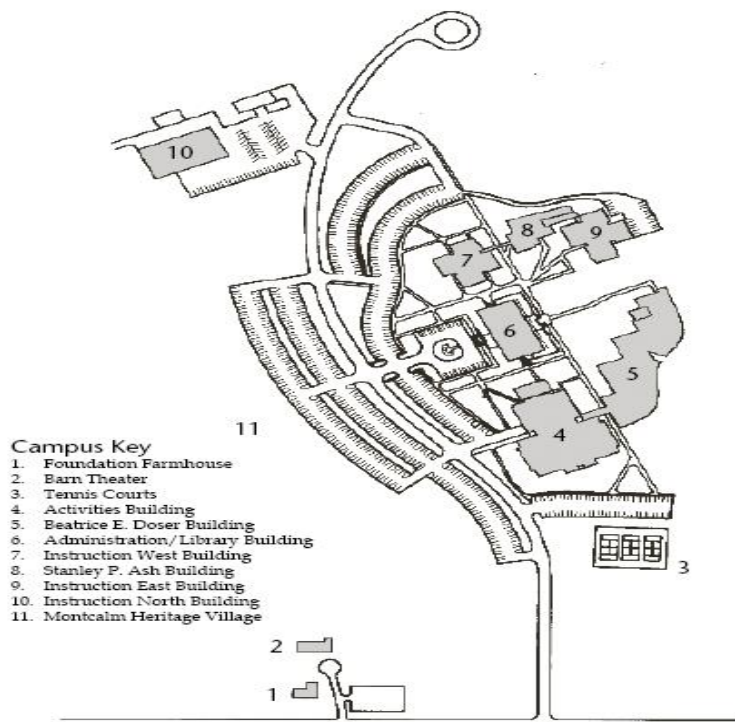 10
8
9
7
6
5
11
4
Campus Key
1. Foundation Farmhouse
2. Barn Theater
3. Tennis Courts
4. Activities Building
5. Beatrice E. Doser Building
6. Administration/Library Building
7. Instruction West Building
8. Stanley P. Ash Building
9. Instruction East Building
10. Instruction North Building
11. Montcalm Heritage Village
3
2
1